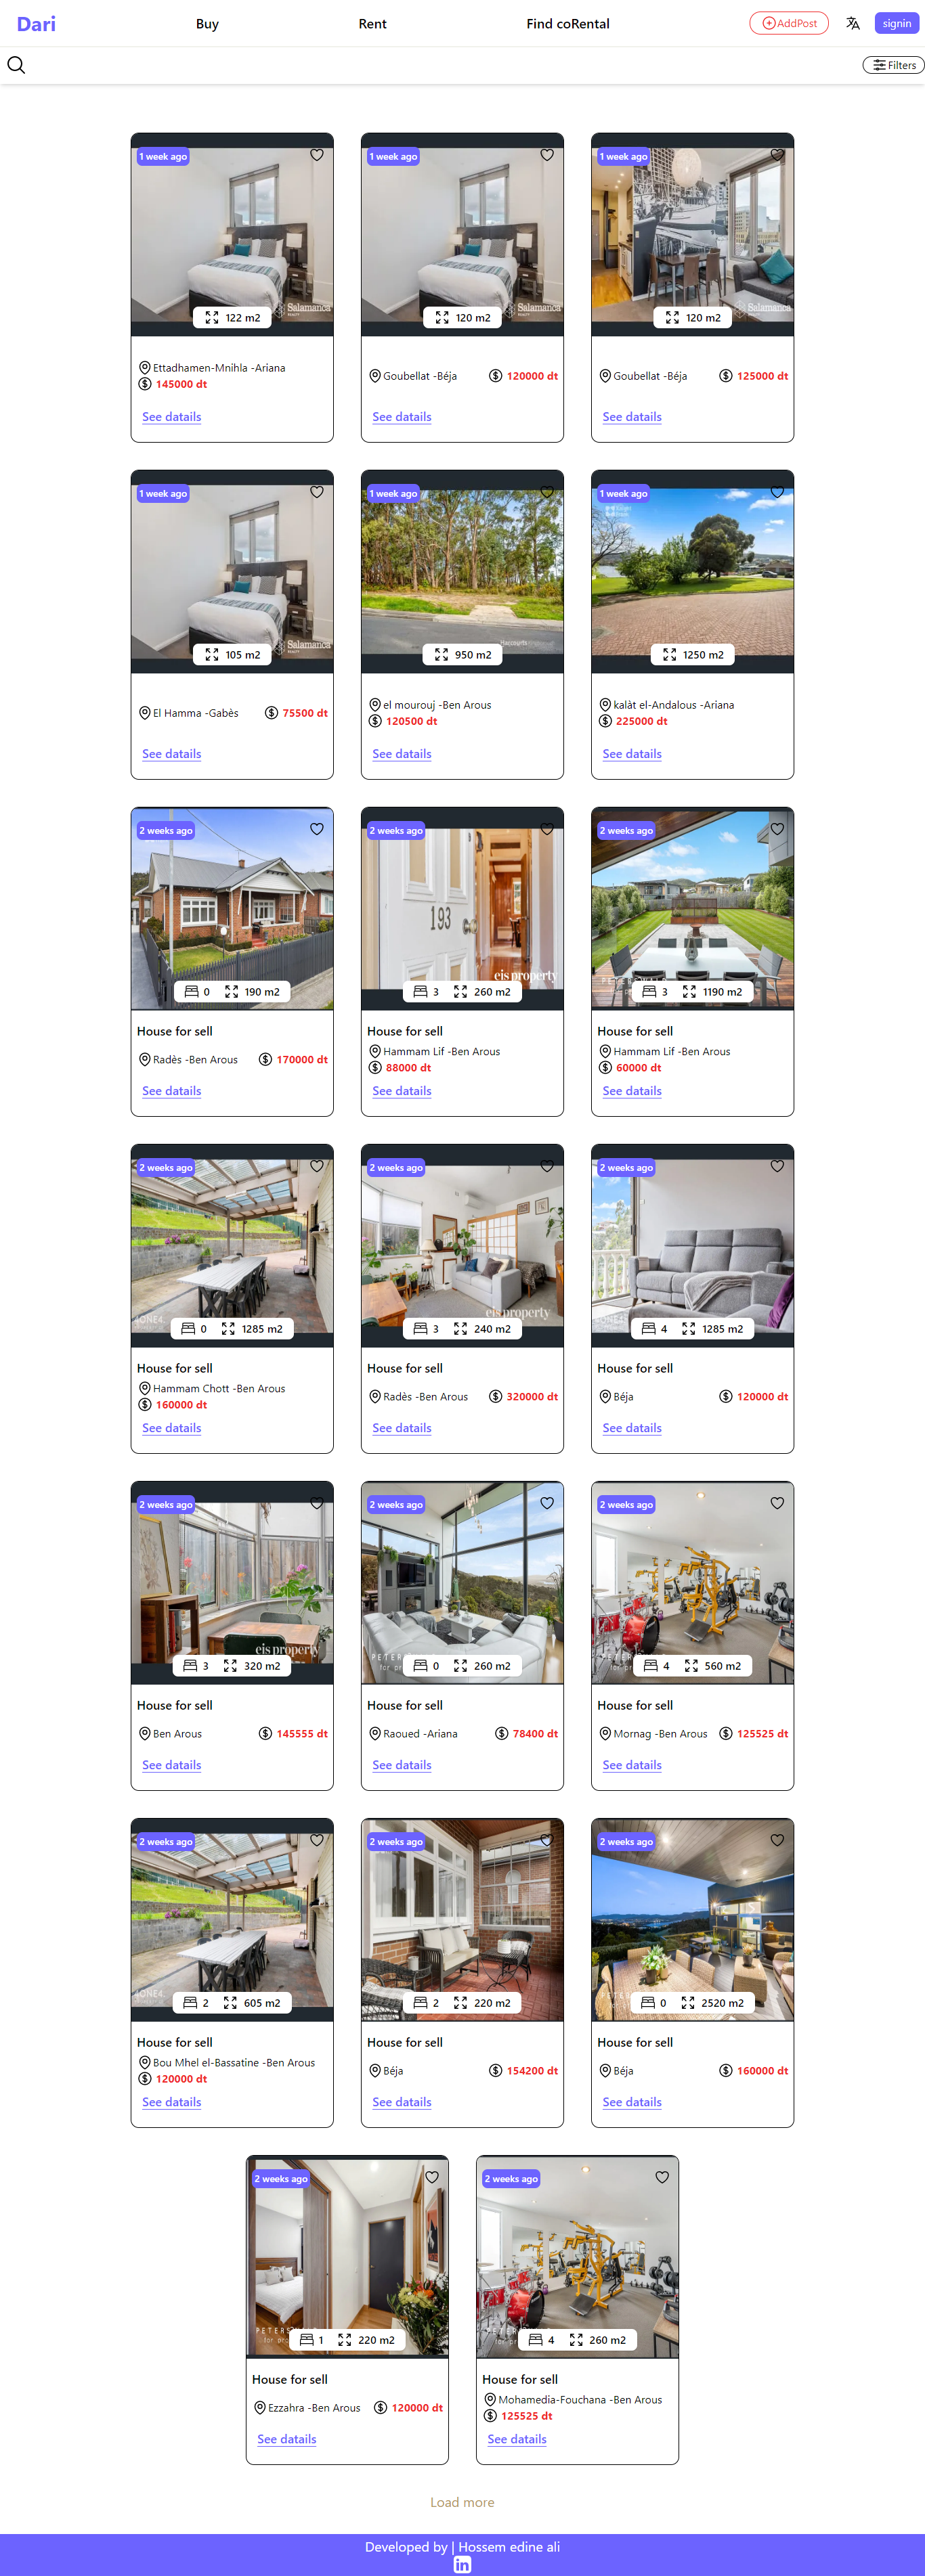 Dari
Buy
Rent
Find coRental
AddPost
signin
Filters
1 week ago
1 week ago
1 week ago
Salamanca
REALTY
Salamanca
REALTY
Salamanca
122 m2
120 m2
120 m2
Ettadhamen-Mnihla -Ariana
145000 dt
See datails
Goubellat -Béja
120000 dt
See datails
Goubellat -Béja
125000 dt
See datails
1 week ago
1 week ago
1 week ago
Salamanca
REALTY
Harcourts
105 m2
950 m2
1250 m2
El Hamma -Gabès
75500 dt
See datails
el mourouj -Ben Arous
120500 dt
See datails
kalât el-Andalous -Ariana
225000 dt
See datails
2 weeks ago
2 weeks ago
2 weeks ago
193
eis property
0
190 m2
3
260 m2
3
1190 m2
House for sell
Radès -Ben Arous
170000 dt
See datails
House for sell
Hammam Lif -Ben Arous
88000 dt
See datails
House for sell
Hammam Lif -Ben Arous
60000 dt
See datails
2 weeks ago
2 weeks ago
2 weeks ago
eis property
0
1285 m2
3
240 m2
4
1285 m2
House for sell
Hammam Chott -Ben Arous
160000 dt
See datails
House for sell
Radès -Ben Arous
320000 dt
See datails
House for sell
Béja
120000 dt
See datails
2 weeks ago
2 weeks ago
2 weeks ago
eis property
3
320 m2
0
260 m2
4
560 m2
House for sell
Ben Arous
145555 dt
See datails
House for sell
Raoued -Ariana
78400 dt
See datails
House for sell
Mornag -Ben Arous
125525 dt
See datails
2 weeks ago
2 weeks ago
2 weeks ago
2
605 m2
2
220 m2
0
2520 m2
House for sell
Bou Mhel el-Bassatine -Ben Arous
120000 dt
See datails
House for sell
Béja
154200 dt
See datails
House for sell
Béja
160000 dt
See datails
2 weeks ago
2 weeks ago
1
220 m2
4
260 m2
House for sell
Ezzahra -Ben Arous
120000 dt
See datails
House for sell
Mohamedia-Fouchana -Ben Arous
125525 dt
See datails
Load more
Developed by | Hossem edine ali
in